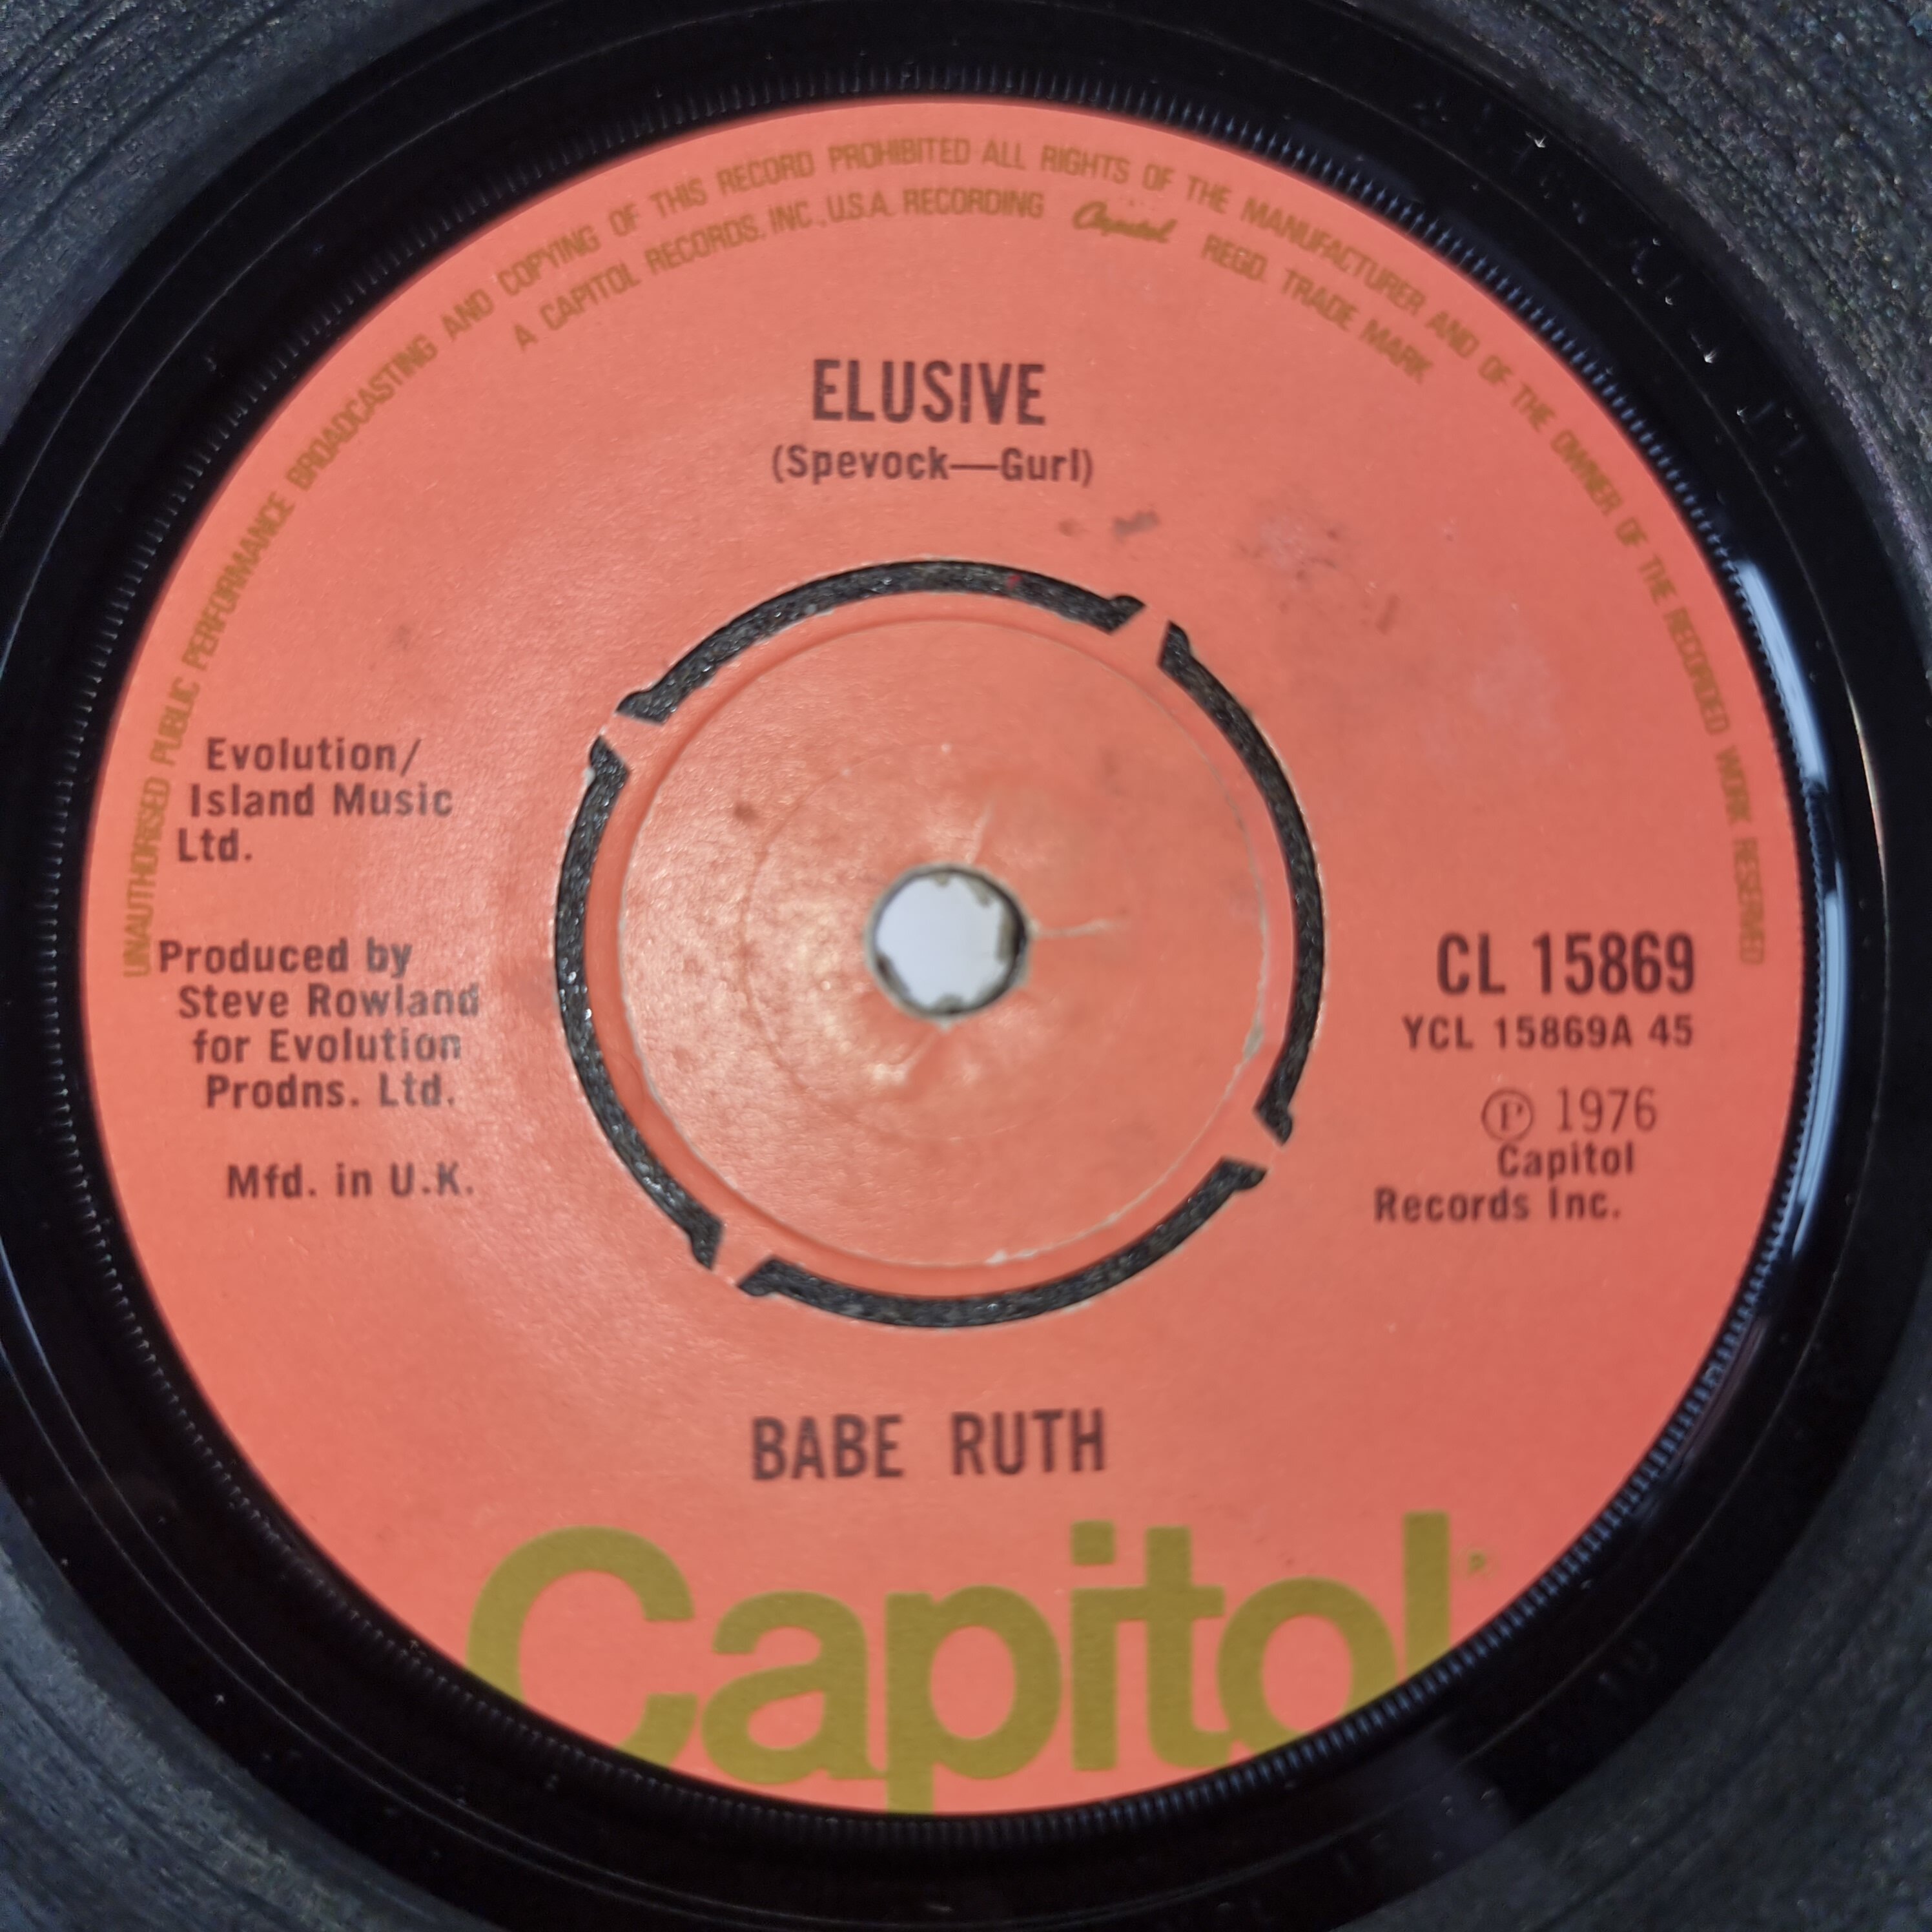 UNAUTHORISED PUBLIC PERFORMANCE BROADCASTING AND COPYING OF THIS RECORD PROHIBITED ALL RIGHTS OF THE MANUFACTURER AND OF THE OWNER OF THE RECORDED WORK RESERVED
A CAPITOL RECORDS. INC. U.S.A. RECORDING Capitol REGD. TRADE MARK
ELUSIVE
(Spevock—Gurl)
Evolution/
Island Music
Ltd.
Produced by
Steve Rowland
for Evolution
Prodns. Ltd.
Mfd. in U.K.
CL 15869
YCL 15869A 45
℗ 1976
Capitol
Records Inc.
BABE RUTH
Capitol